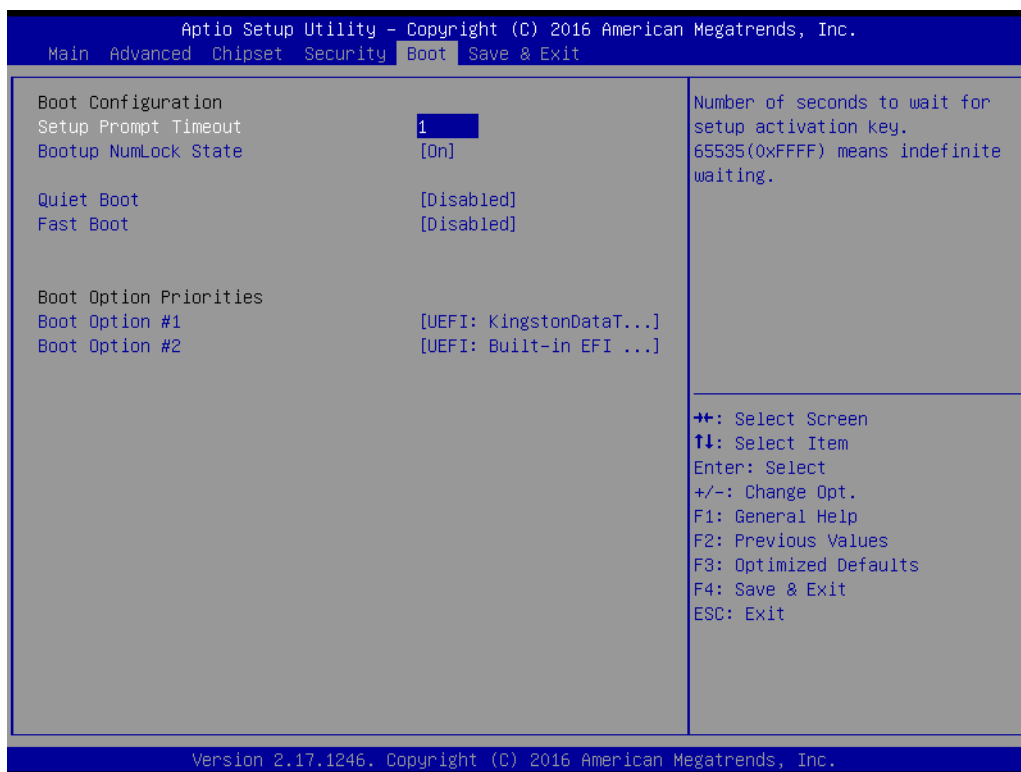 Aptio Setup Utility – Copyright (C) 2016 American Megatrends, Inc.
Main Advanced Chipset Security Boot Save & Exit
Boot Configuration
Setup Prompt Timeout 1
Bootup NumLock State [On]
Quiet Boot [Disabled]
Fast Boot [Disabled]
Boot Option Priorities
Boot Option #1 [UEFI: KingstonDataT...]
Boot Option #2 [UEFI: Built-in EFI ...]
Number of seconds to wait for
setup activation key.
65535(0xFFFF) means indefinite
waiting.
→←: Select Screen
↑↓: Select Item
Enter: Select
+/-: Change Opt.
F1: General Help
F2: Previous Values
F3: Optimized Defaults
F4: Save & Exit
ESC: Exit
Version 2.17.1246. Copyright (C) 2016 American Megatrends, Inc.